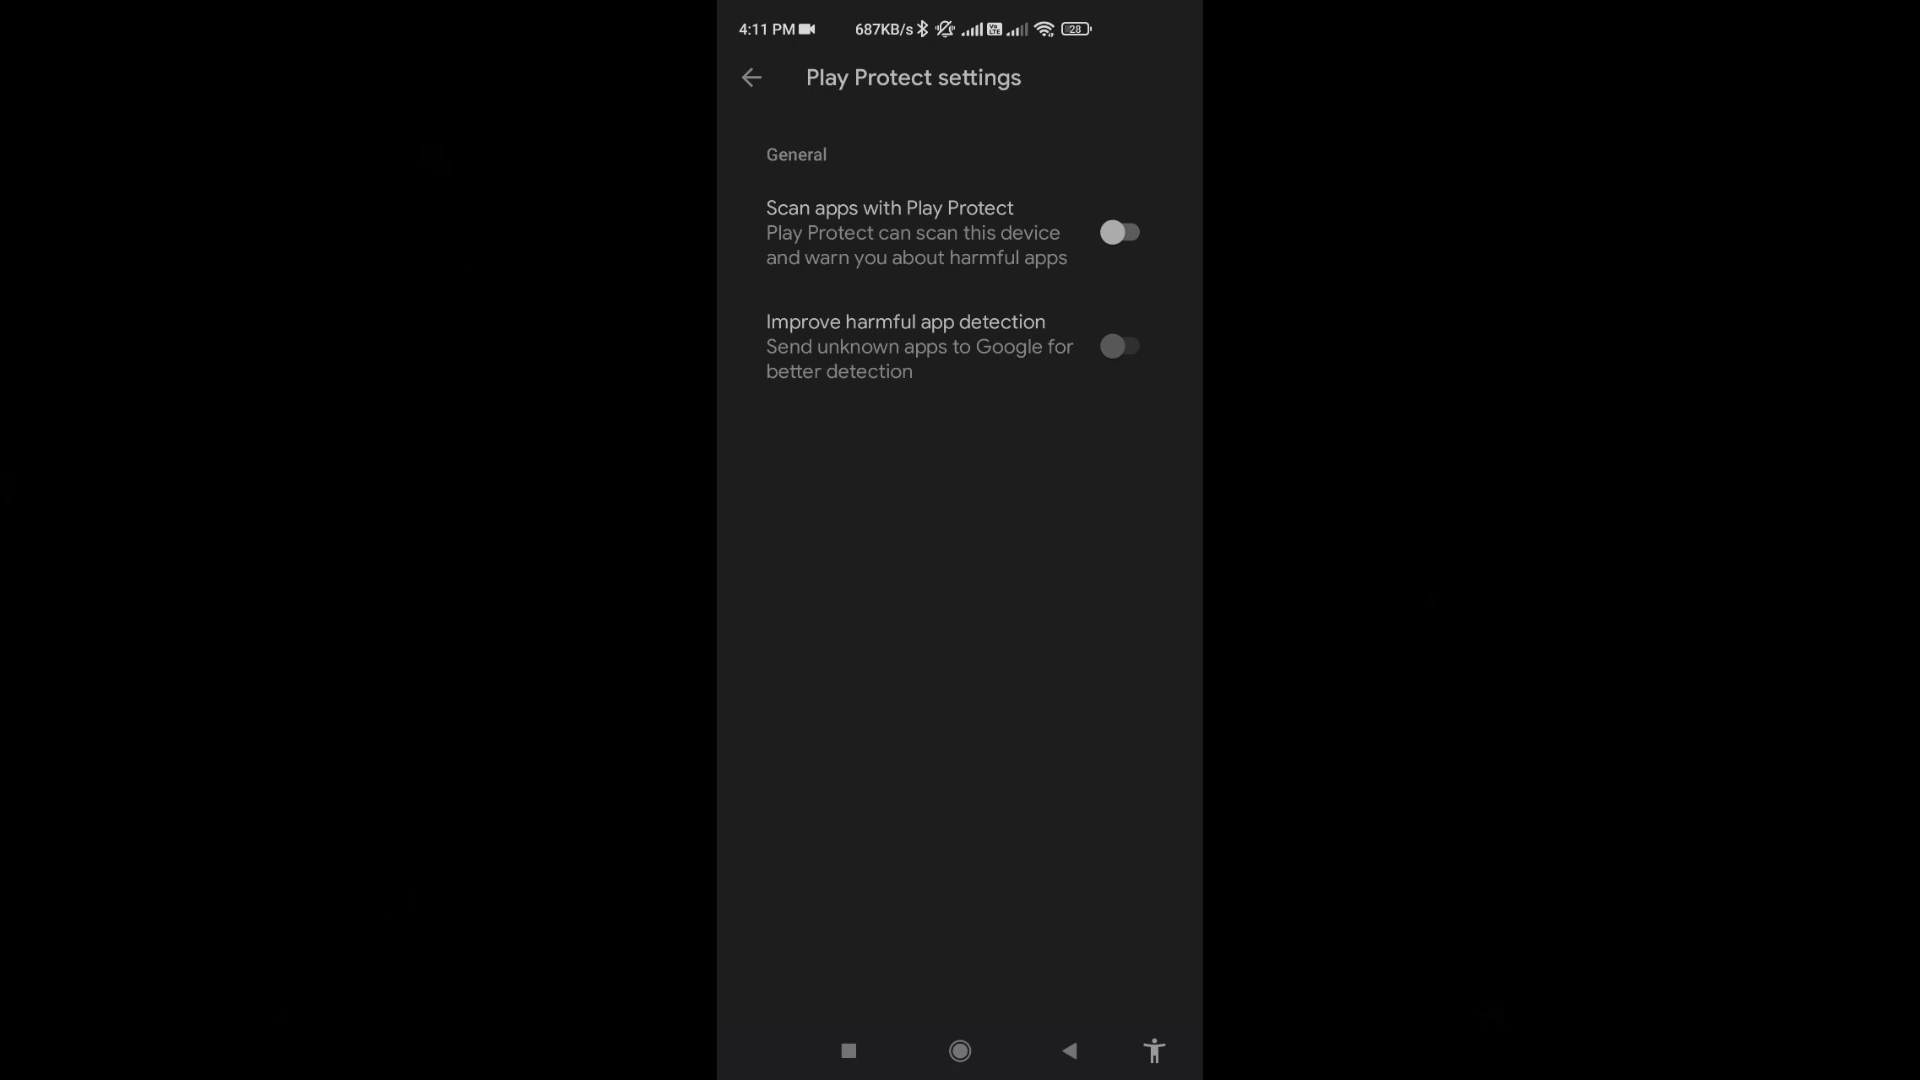 4:11 PM 687KB/s 28
Play Protect settings
General
Scan apps with Play Protect
Play Protect can scan this device
and warn you about harmful apps
Improve harmful app detection
Send unknown apps to Google for
better detection